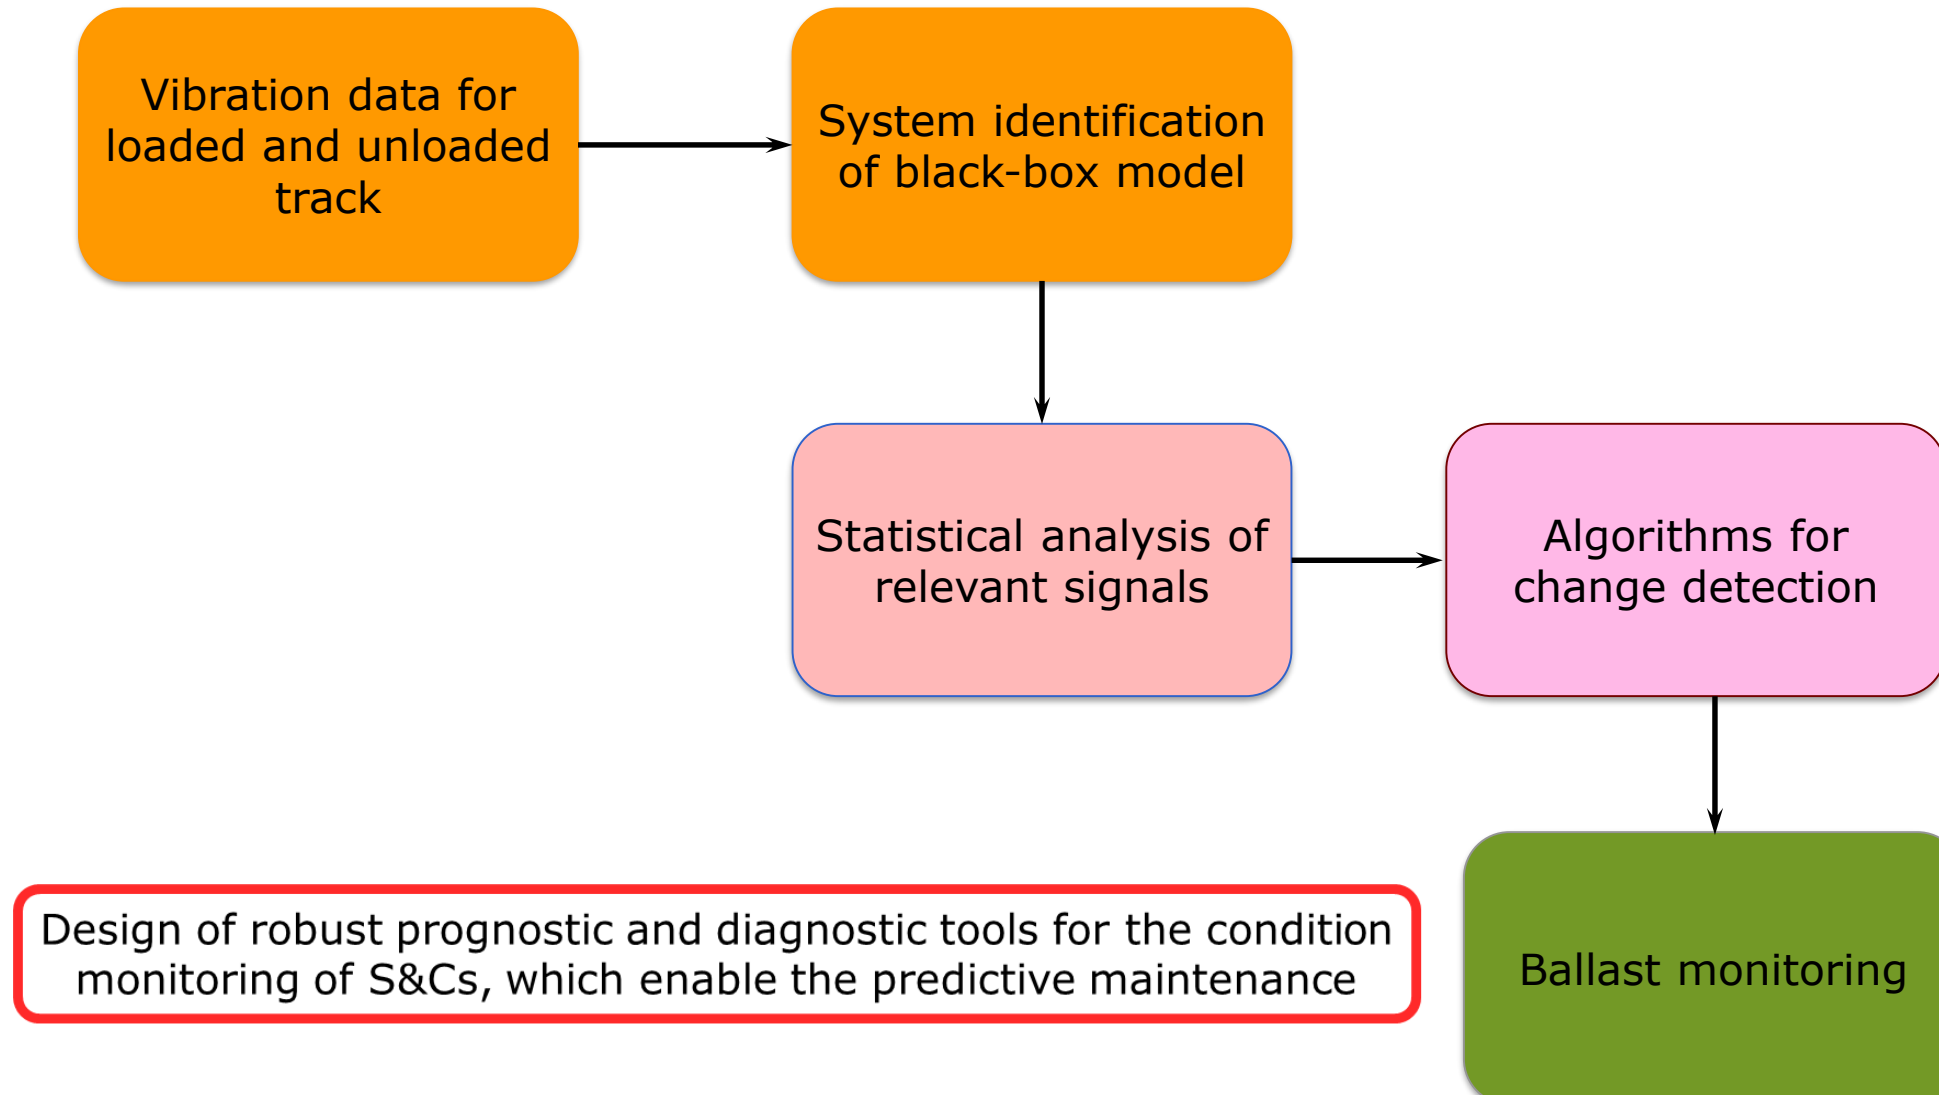 Vibration data for
loaded and unloaded
track
System identification
of black-box model
Statistical analysis of
relevant signals
Algorithms for
change detection
Design of robust prognostic and diagnostic tools for the condition
monitoring of S&Cs, which enable the predictive maintenance
Ballast monitoring